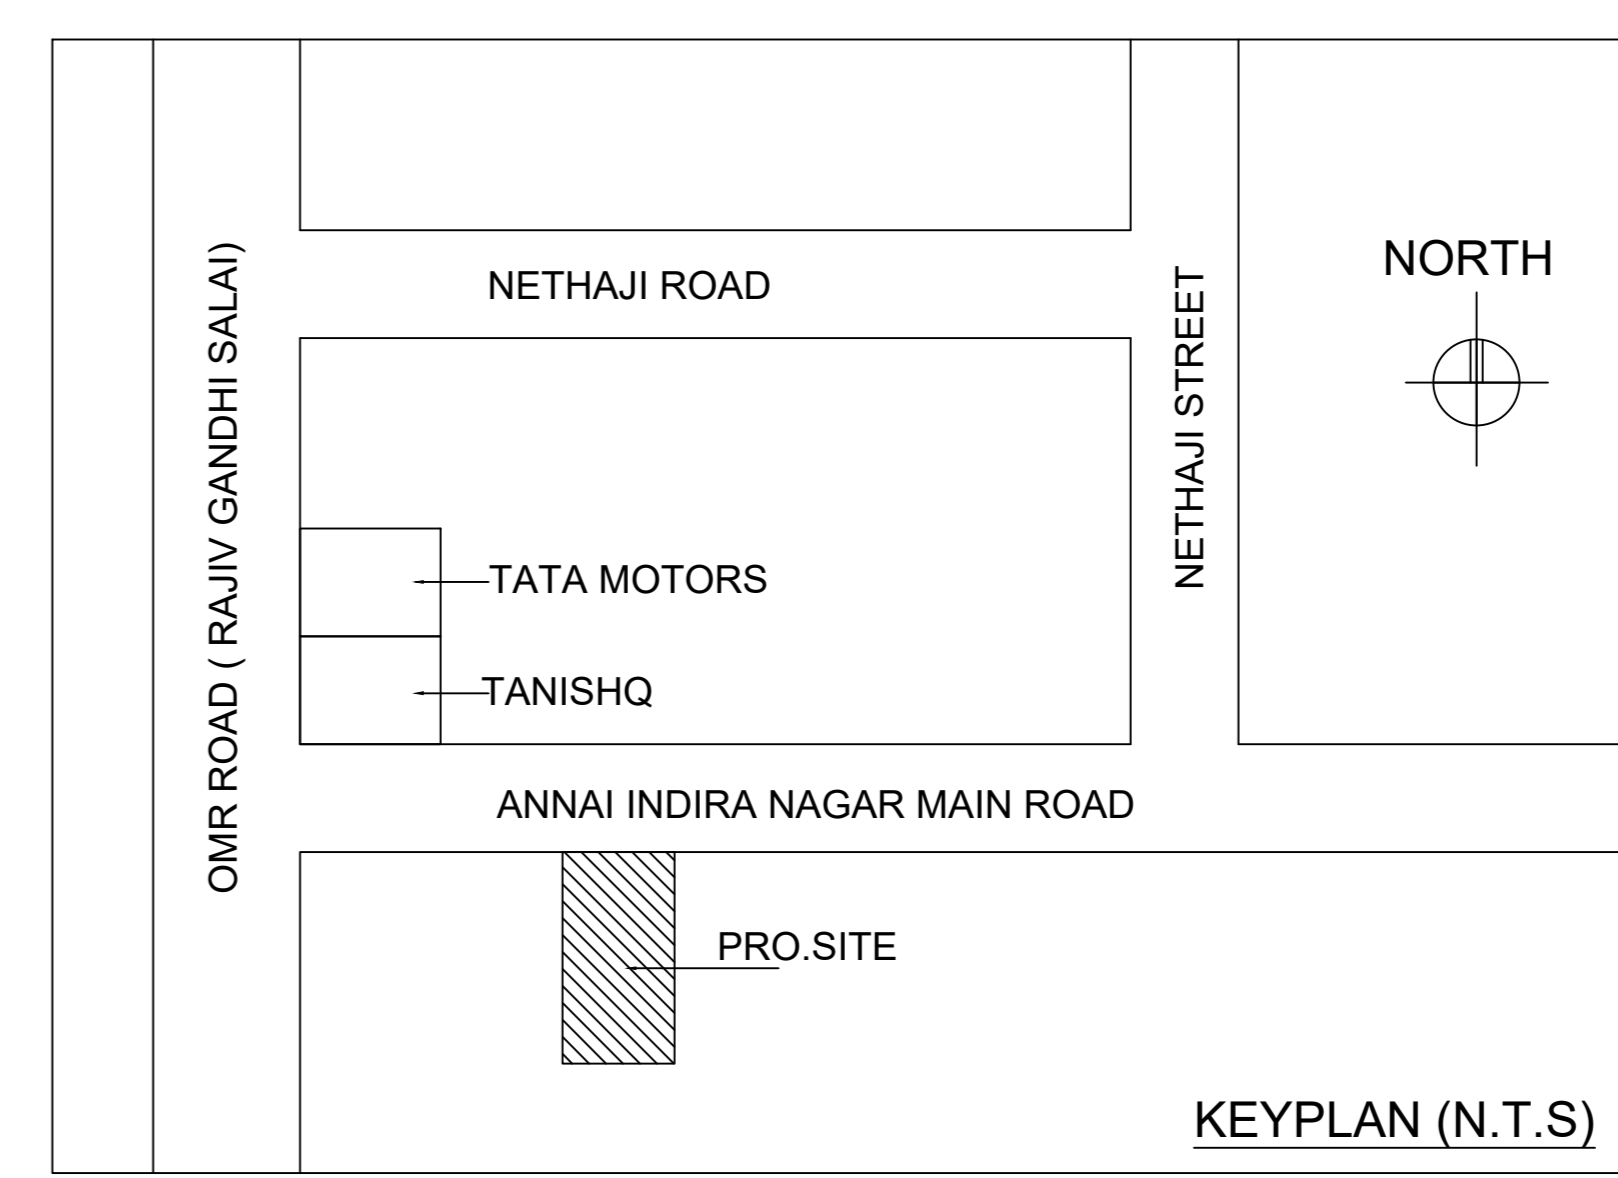 OMR ROAD ( RAJIV GANDHI SALAI)
NETHAJI ROAD
NETHAJI STREET
NORTH
TATA MOTORS
TANISHQ
ANNAI INDIRA NAGAR MAIN ROAD
PRO.SITE
KEYPLAN (N.T.S)